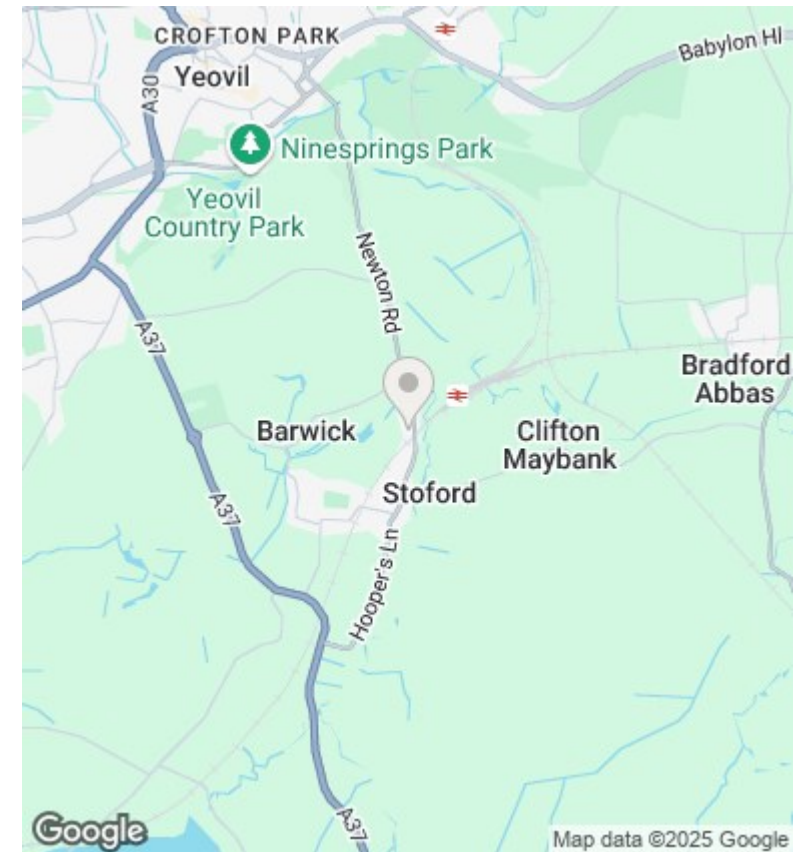 CROFTON PARK
Yeovil
A30
Babylon Hl
Ninesprings Park
Yeovil
Country Park
Newton Rd
A37
Bradford
Abbas
Barwick
Clifton
Maybank
Stoford
A37
Hooper's Ln
A37
Google
Map data ©2025 Google